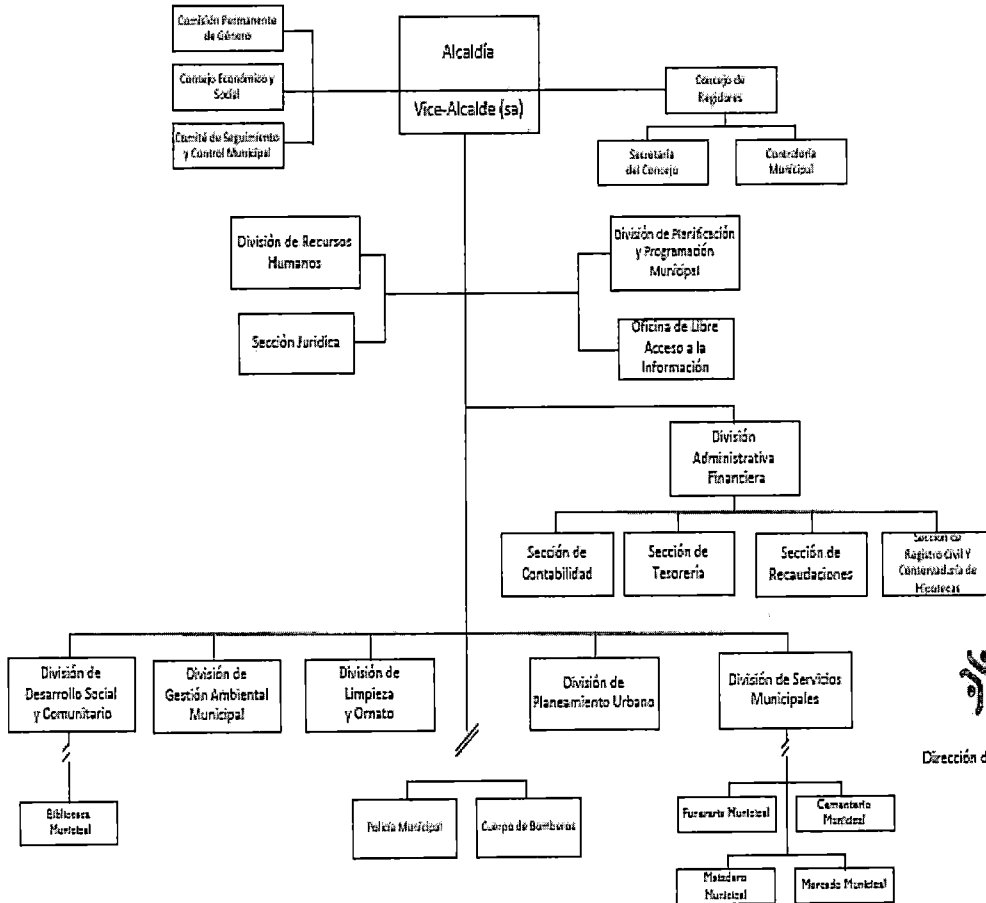 Comisión Permanente
de Género
Consejo Económico y
Social
Comité de Seguimiento
y Control Municipal
Alcaldía
Vice-Alcalde (sa)
Concejo de
Regidores
Secretaría
del Concejo
Contraloría
Municipal
División de Recursos
Humanos
Sección Jurídica
División de Planificación
y Programación
Municipal
Oficina de Libre
Acceso a la
Información
División
Administrativa
Financiera
Sección de
Contabilidad
Sección de
Tesorería
Sección de
Recaudaciones
Sección de
Registro Civil Y
Conservaduría de
Hipotecas
División de
Desarrollo Social
y Comunitario
División de
Gestión Ambiental
Municipal
División de
Limpieza
y Ornato
División de
Planeamiento Urbano
División de Servicios
Municipales
Dirección d
Biblioteca
Municipal
Policía Municipal
Cuerpo de Bomberos
Funeraria Municipal
Cementerio
Municipal
Matadero
Municipal
Mercado Municipal